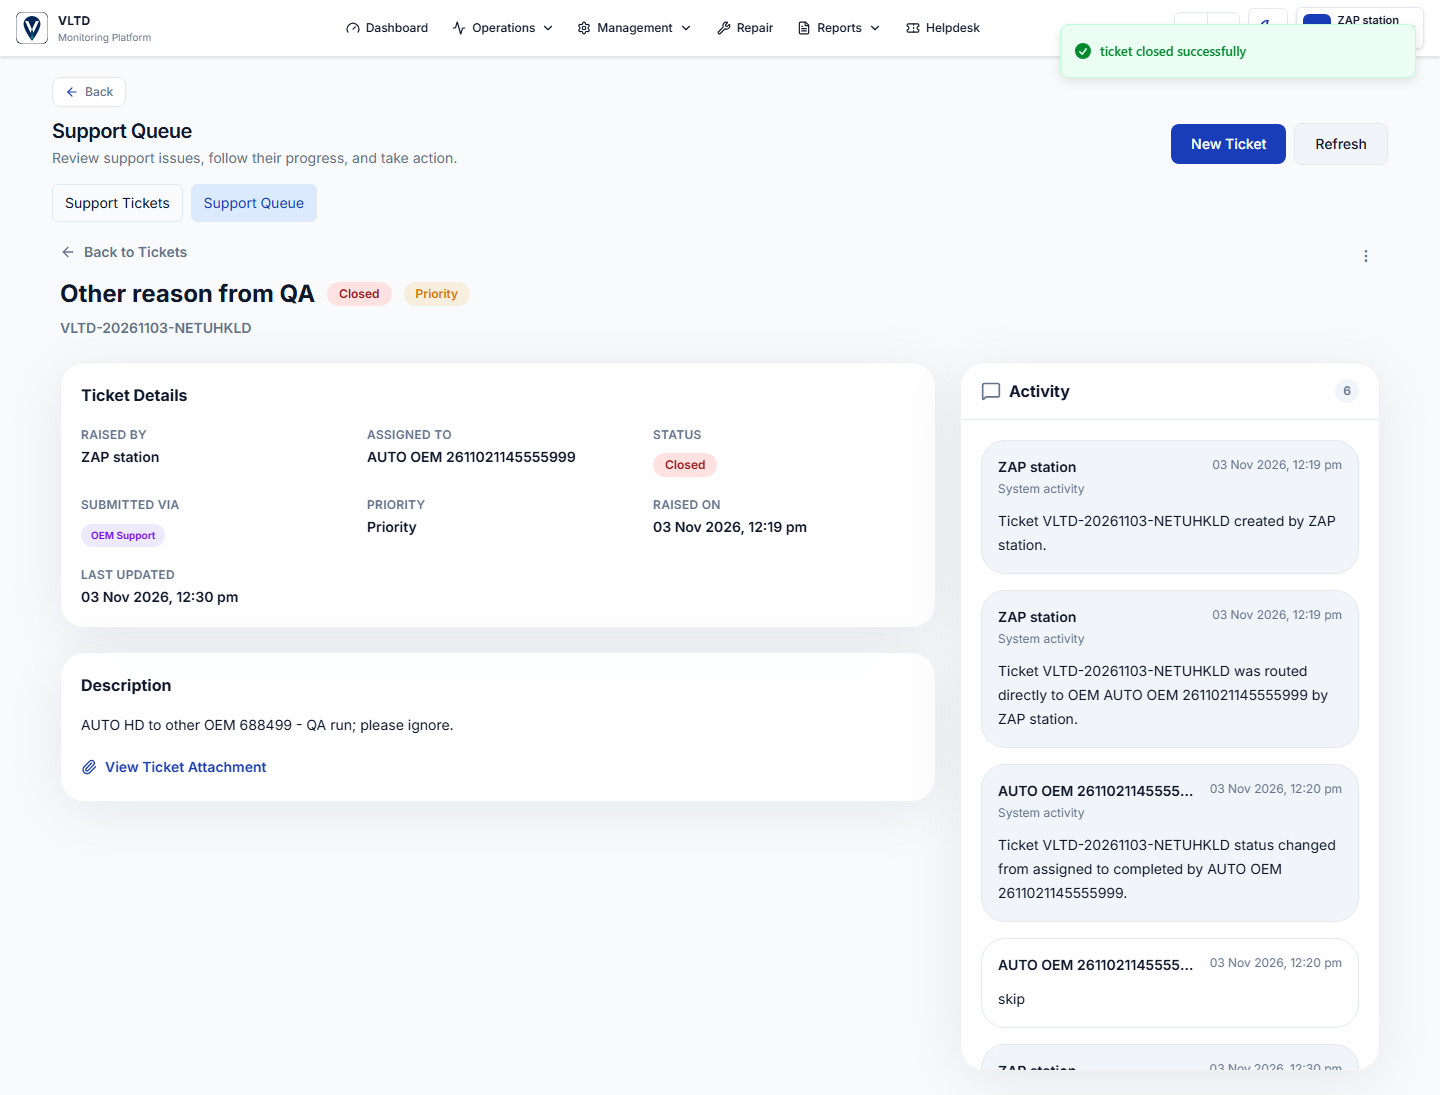 VLTD
Monitoring Platform
Dashboard
Operations
Management
Repair
Reports
Helpdesk
ZAP station
ticket closed successfully
Back
Support Queue
Review support issues, follow their progress, and take action.
New Ticket
Refresh
Support Tickets
Support Queue
Back to Tickets
Other reason from QA
Closed
Priority
VLTD-20261103-NETUHKLD
Ticket Details
RAISED BY
ZAP station
ASSIGNED TO
AUTO OEM 2611021145555999
STATUS
Closed
SUBMITTED VIA
OEM Support
PRIORITY
Priority
RAISED ON
03 Nov 2026, 12:19 pm
LAST UPDATED
03 Nov 2026, 12:30 pm
Description
AUTO HD to other OEM 688499 - QA run; please ignore.
View Ticket Attachment
Activity
6
ZAP station
03 Nov 2026, 12:19 pm
System activity
Ticket VLTD-20261103-NETUHKLD created by ZAP
station.
ZAP station
03 Nov 2026, 12:19 pm
System activity
Ticket VLTD-20261103-NETUHKLD was routed
directly to OEM AUTO OEM 2611021145555999 by
ZAP station.
AUTO OEM 2611021145555...
03 Nov 2026, 12:20 pm
System activity
Ticket VLTD-20261103-NETUHKLD status changed
from assigned to completed by AUTO OEM
2611021145555999.
AUTO OEM 2611021145555...
03 Nov 2026, 12:20 pm
skip
ZAP station
03 Nov 2026, 12:30 pm